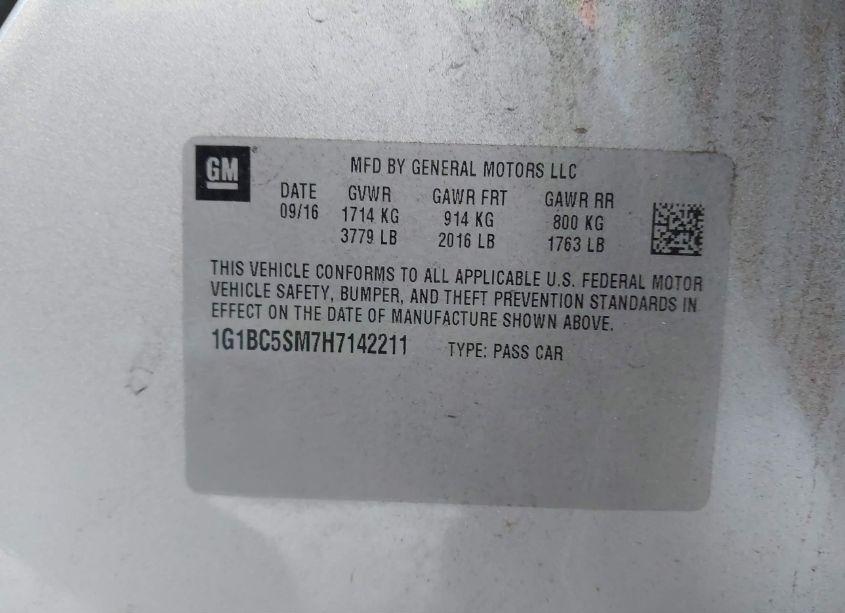 GM
MFD BY GENERAL MOTORS LLC
DATE GVWR GAWR FRT GAWR RR
09/16 1714 KG 914 KG 800 KG
3779 LB 2016 LB 1763 LB
THIS VEHICLE CONFORMS TO ALL APPLICABLE U.S. FEDERAL MOTOR
VEHICLE SAFETY, BUMPER, AND THEFT PREVENTION STANDARDS IN
EFFECT ON THE DATE OF MANUFACTURE SHOWN ABOVE.
1G1BC5SM7H7142211 TYPE: PASS CAR